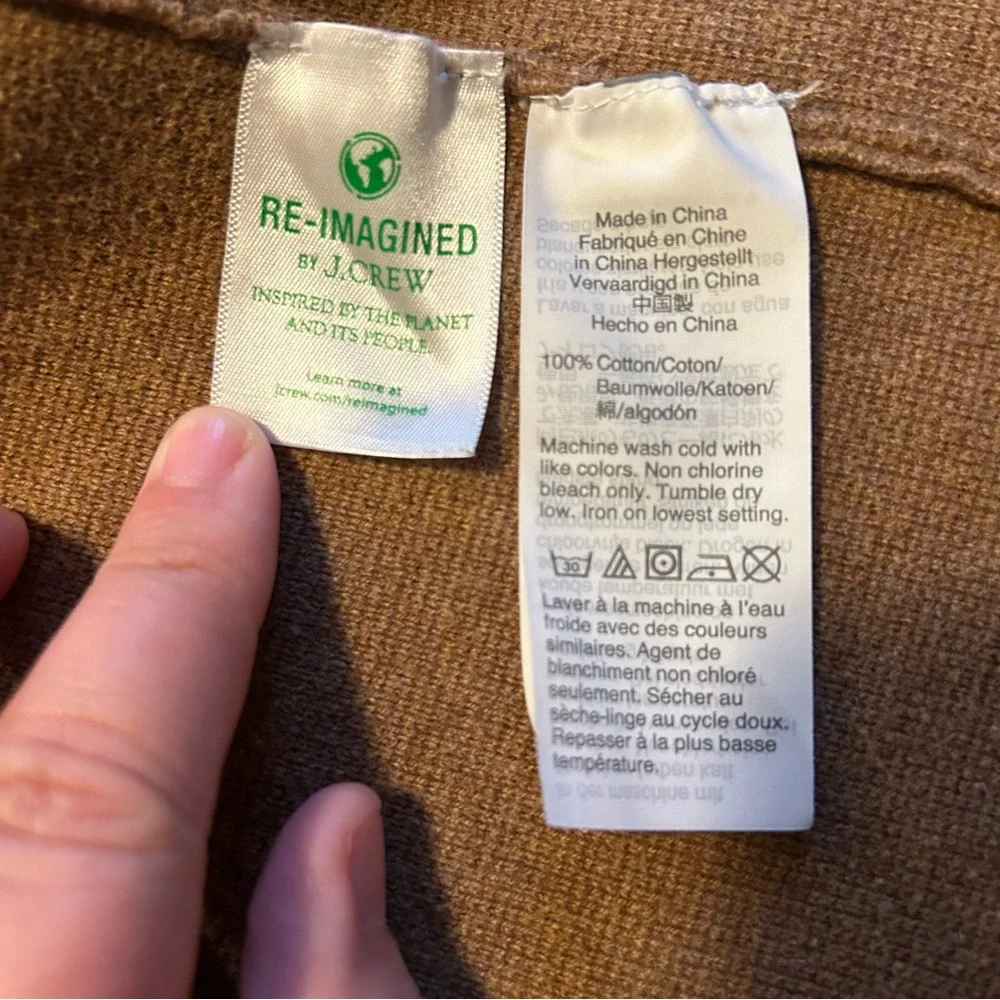 RE-IMAGINED
BY J.CREW
INSPIRED BY THE PLANET
AND ITS PEOPLE.
Learn more at
jcrew.com/reimagined
Made in China
Fabriqué en Chine
in China Hergestellt
Vervaardigd in China
中国製
Hecho en China
100% Cotton/Coton/
Baumwolle/Katoen/
綿/algodón
Machine wash cold with
like colors. Non chlorine
bleach only. Tumble dry
low. Iron on lowest setting.
30
Laver à la machine à l'eau
froide avec des couleurs
similaires. Agent de
blanchiment non chloré
seulement. Sécher au
sèche-linge au cycle doux.
Repasser à la plus basse
température.